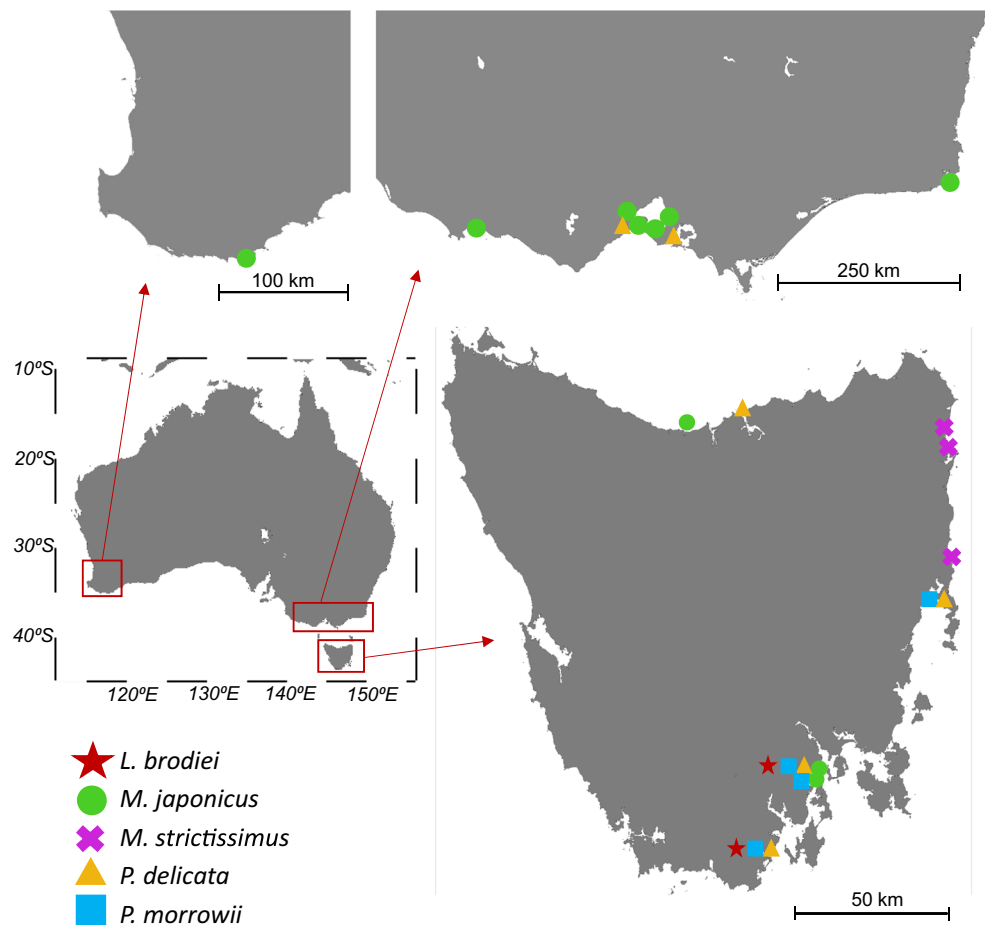 100 km
250 km
10ºS
20ºS
30ºS
40ºS
120ºE
130ºE
140ºE
150ºE
L. brodiei
M. japonicus
M. strictissimus
P. delicata
P. morrowii
50 km